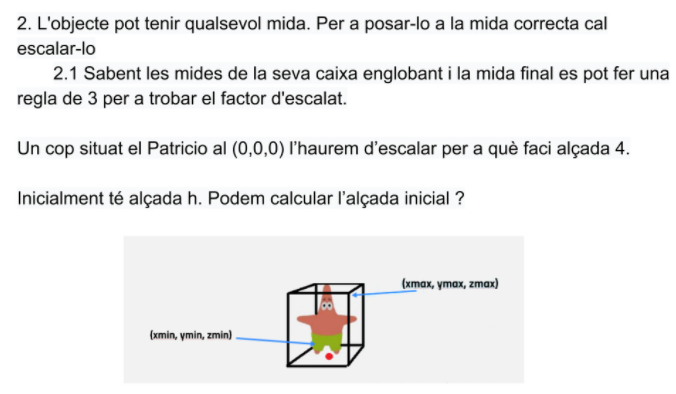 2. L'objecte pot tenir qualsevol mida. Per a posar-lo a la mida correcta cal
escalar-lo
2.1 Sabent les mides de la seva caixa englobant i la mida final es pot fer una
regla de 3 per a trobar el factor d'escalat.
Un cop situat el Patricio al (0,0,0) l’haurem d’escalar per a què faci alçada 4.
Inicialment té alçada h. Podem calcular l’alçada inicial ?
(xmax, ymax, zmax)
(xmin, ymin, zmin)